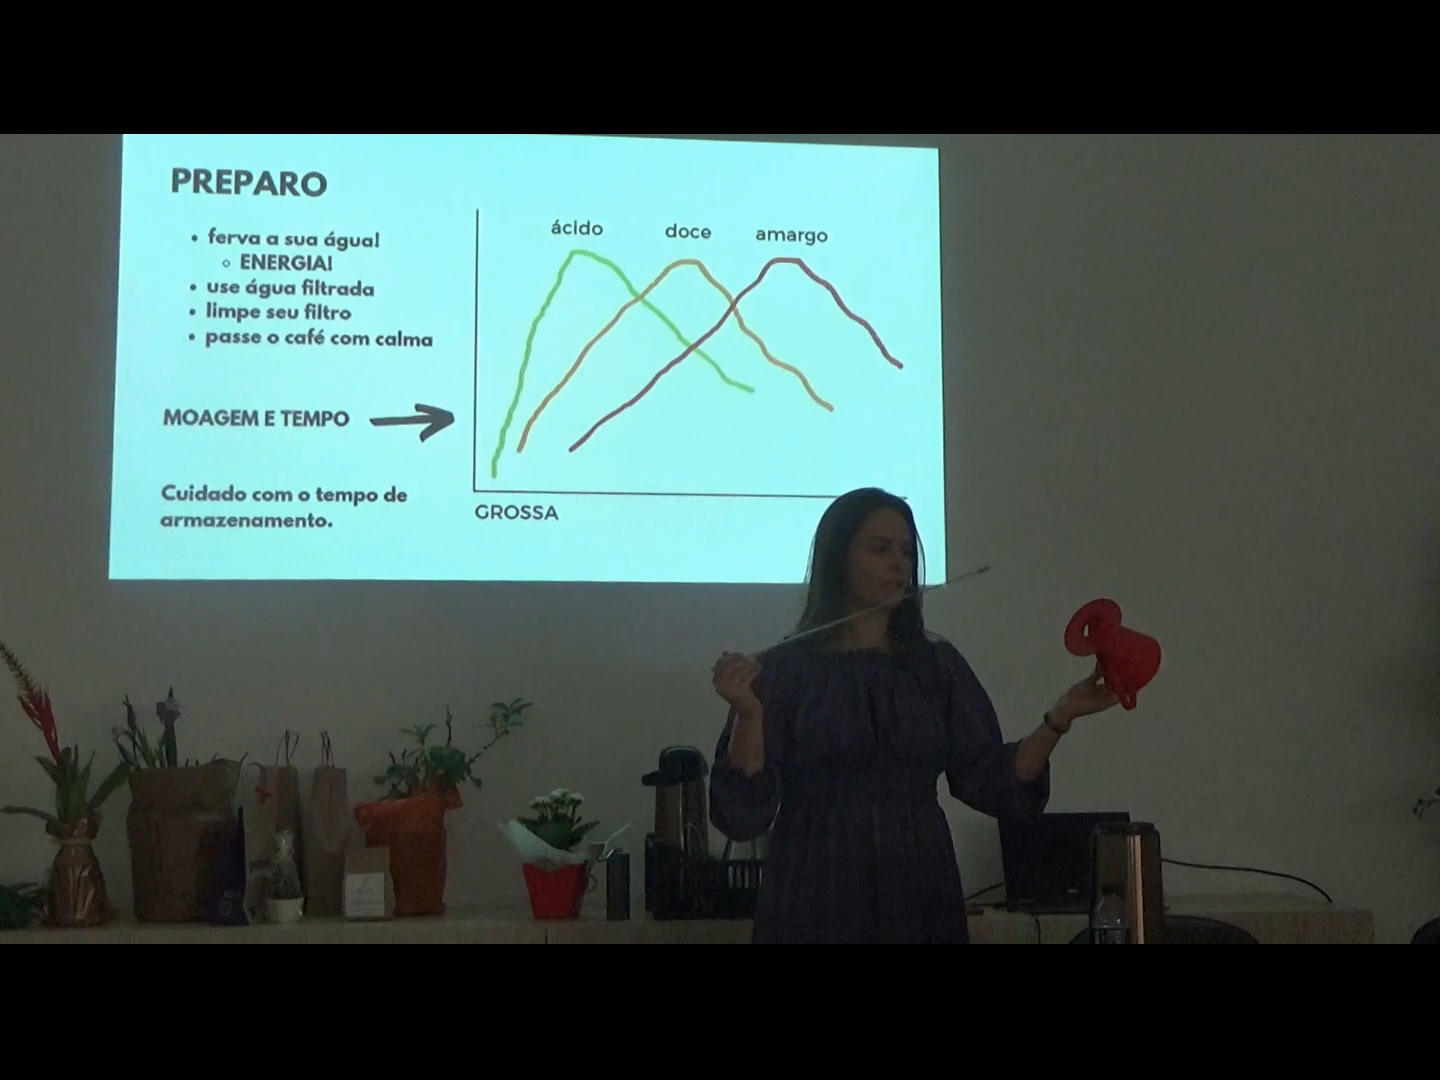 PREPARO
ferva a sua água!
ENERGIA!
use água filtrada
limpe seu filtro
passe o café com calma
MOAGEM E TEMPO
Cuidado com o tempo de
armazenamento.
ácido
doce
amargo
GROSSA